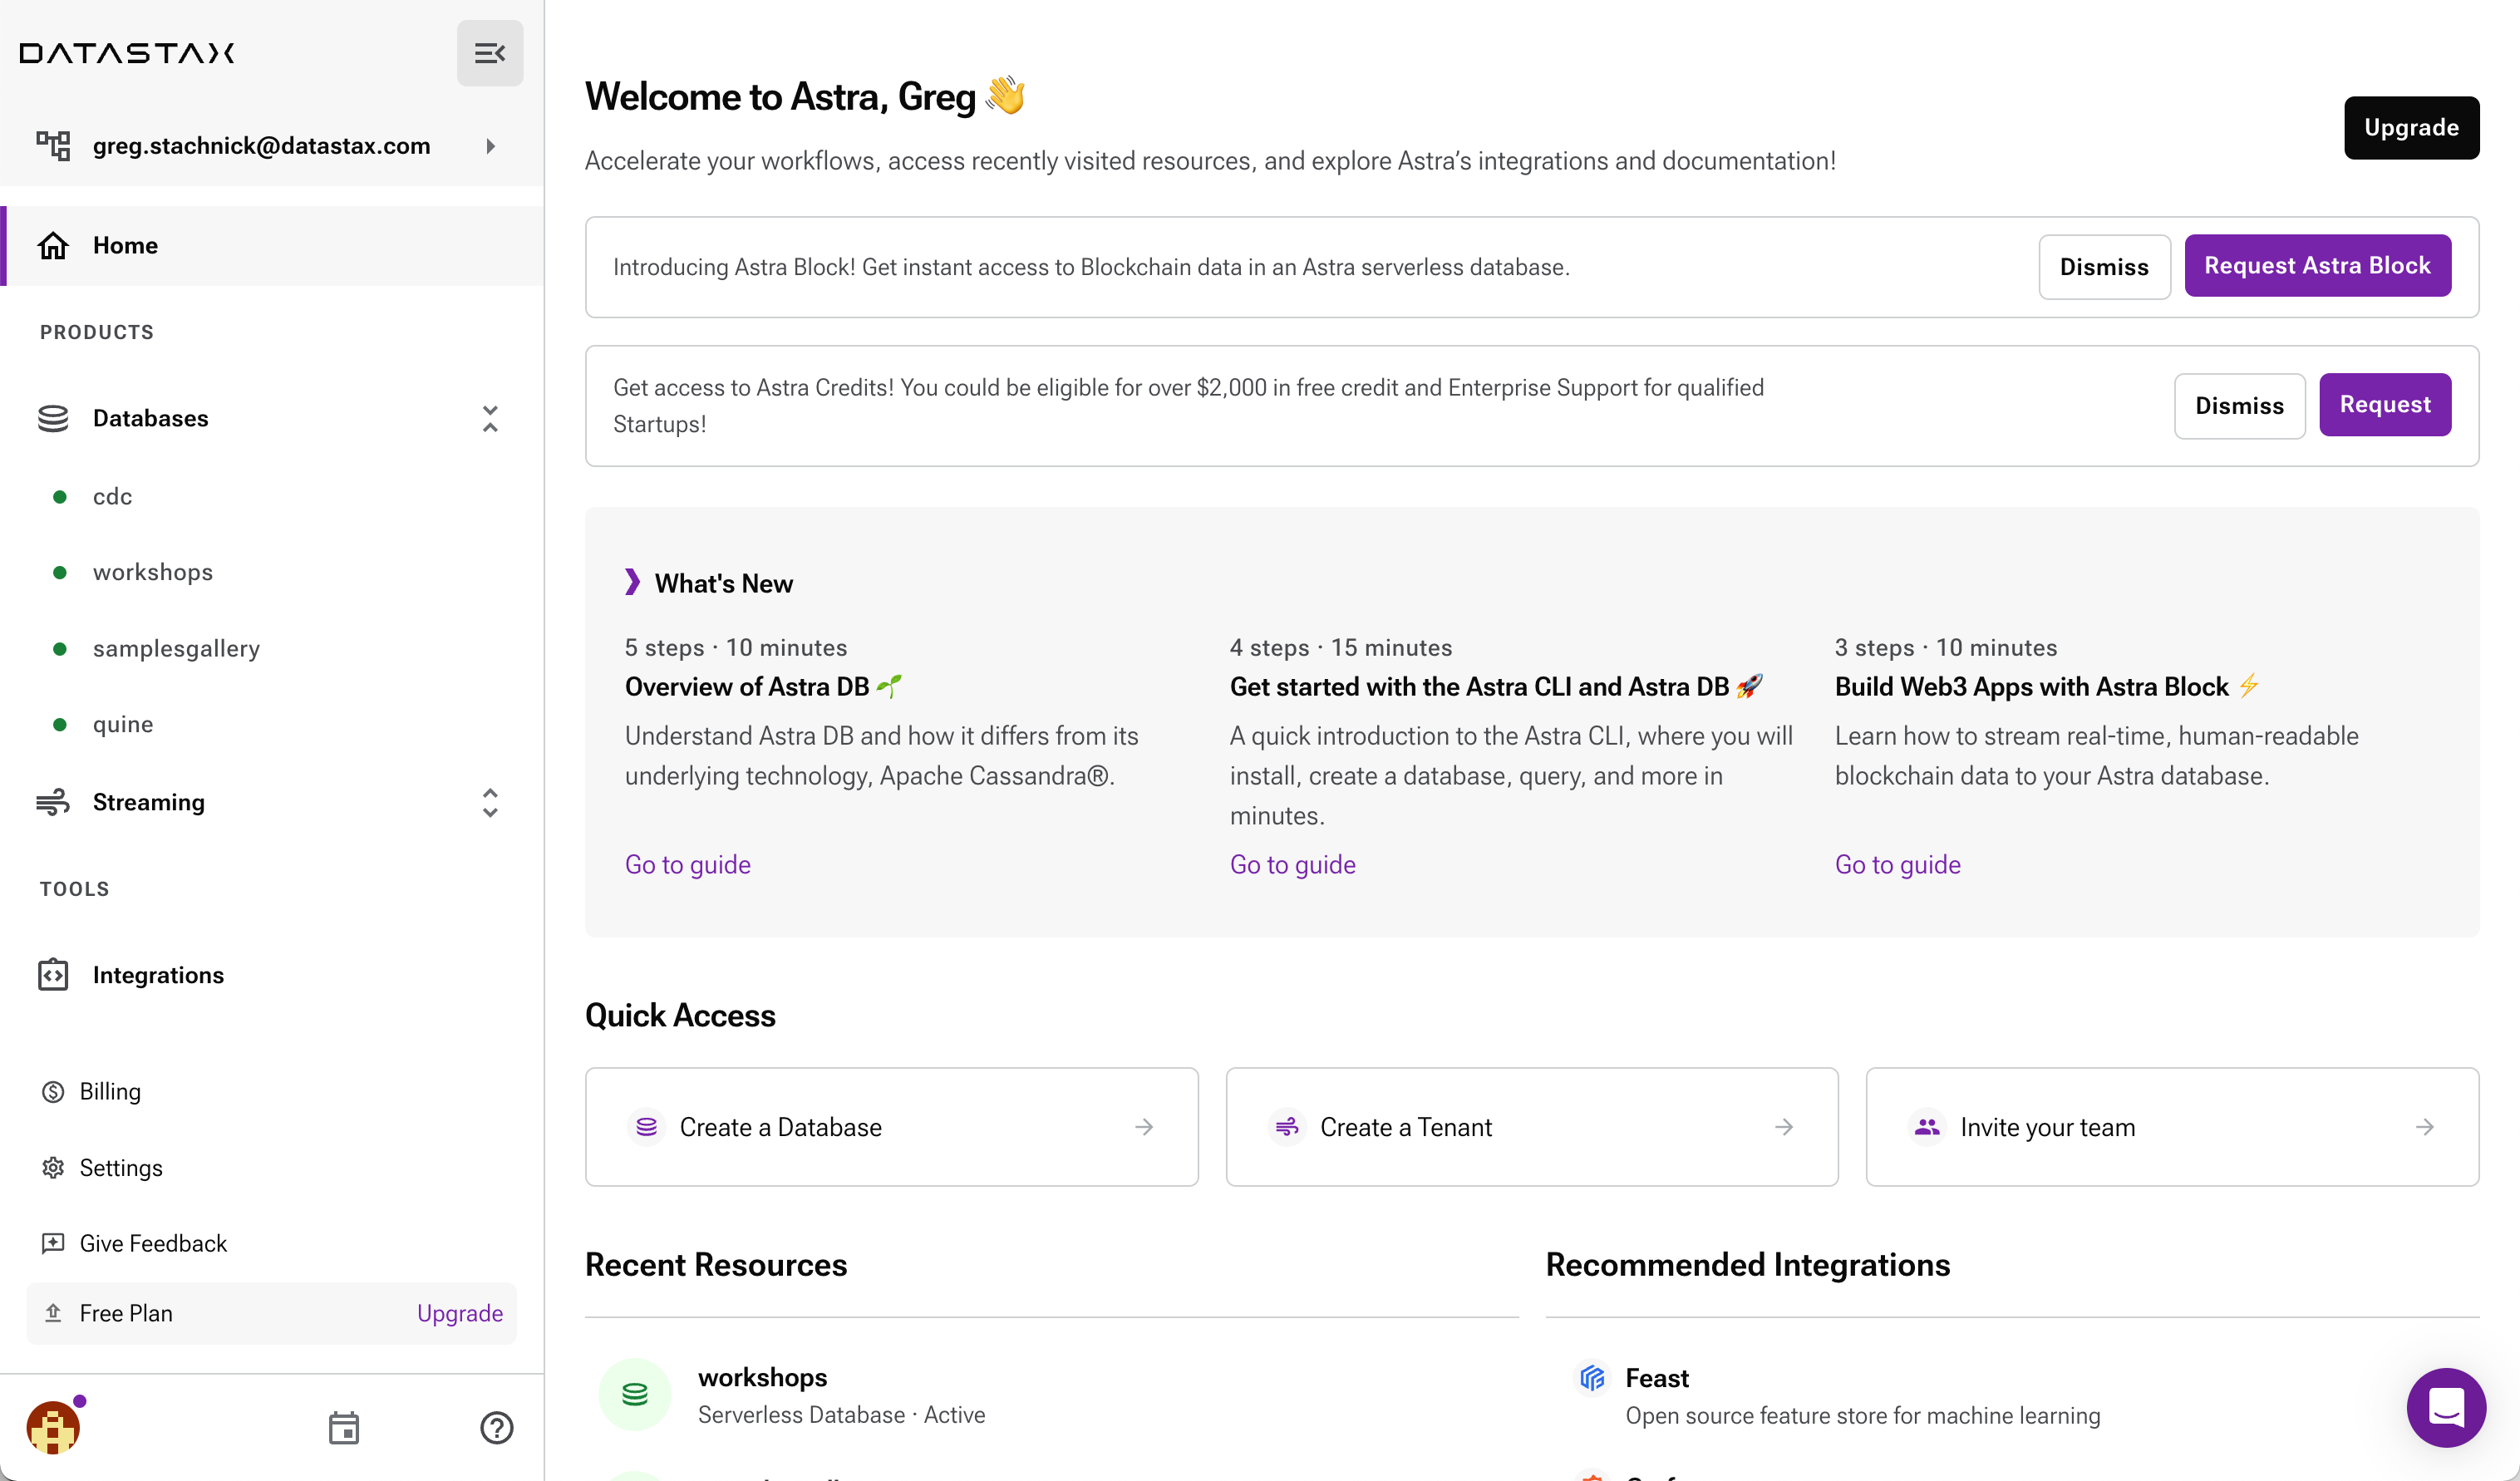 DATASTAX
greg.stachnick@datastax.com
Home
PRODUCTS
Databases
cdc
workshops
samplesgallery
quine
Streaming
TOOLS
Integrations
Billing
Settings
Give Feedback
Free Plan Upgrade
Welcome to Astra, Greg 👋
Accelerate your workflows, access recently visited resources, and explore Astra’s integrations and documentation!
Upgrade
Introducing Astra Block! Get instant access to Blockchain data in an Astra serverless database.
Dismiss
Request Astra Block
Get access to Astra Credits! You could be eligible for over $2,000 in free credit and Enterprise Support for qualified
Startups!
Dismiss
Request
What's New
5 steps · 10 minutes
Overview of Astra DB 🌱
Understand Astra DB and how it differs from its
underlying technology, Apache Cassandra®.
Go to guide
4 steps · 15 minutes
Get started with the Astra CLI and Astra DB 🚀
A quick introduction to the Astra CLI, where you will
install, create a database, query, and more in
minutes.
Go to guide
3 steps · 10 minutes
Build Web3 Apps with Astra Block ⚡
Learn how to stream real-time, human-readable
blockchain data to your Astra database.
Go to guide
Quick Access
Create a Database
Create a Tenant
Invite your team
Recent Resources
workshops
Serverless Database · Active
Recommended Integrations
Feast
Open source feature store for machine learning